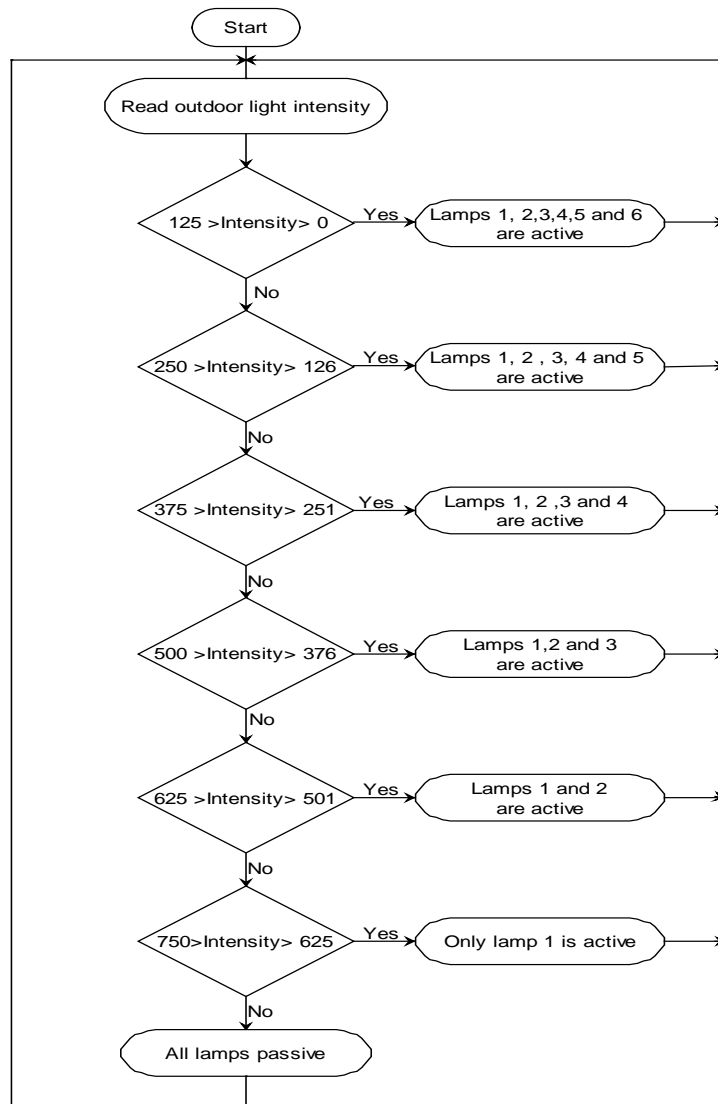 Start
Read outdoor light intensity
125 >Intensity> 0
Yes
Lamps 1, 2,3,4,5 and 6
are active
No
250 >Intensity> 126
Yes
Lamps 1, 2 , 3, 4 and 5
are active
No
375 >Intensity> 251
Yes
Lamps 1, 2 ,3 and 4
are active
No
500 >Intensity> 376
Yes
Lamps 1,2 and 3
are active
No
625 >Intensity> 501
Yes
Lamps 1 and 2
are active
No
750>Intensity> 625
Yes
Only lamp 1 is active
No
All lamps passive